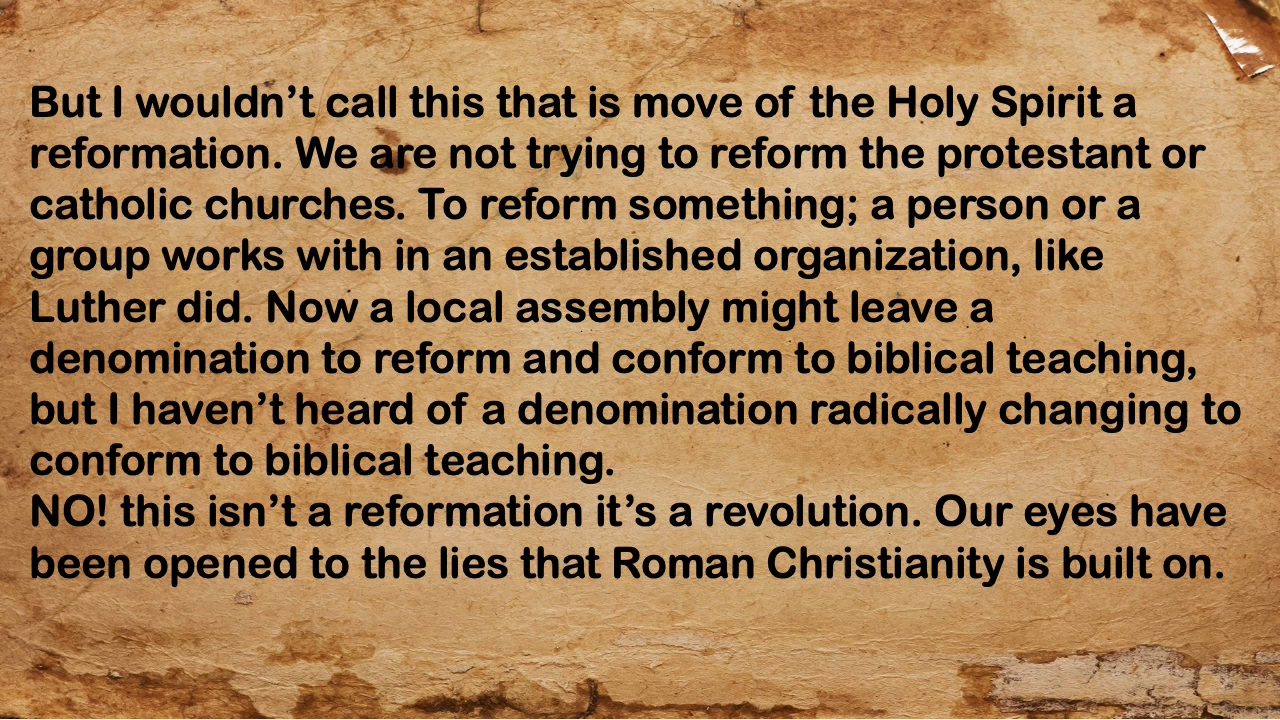 But I wouldn’t call this that is move of the Holy Spirit a
reformation. We are not trying to reform the protestant or
catholic churches. To reform something; a person or a
group works with in an established organization, like
Luther did. Now a local assembly might leave a
denomination to reform and conform to biblical teaching,
but I haven’t heard of a denomination radically changing to
conform to biblical teaching.
NO! this isn’t a reformation it’s a revolution. Our eyes have
been opened to the lies that Roman Christianity is built on.